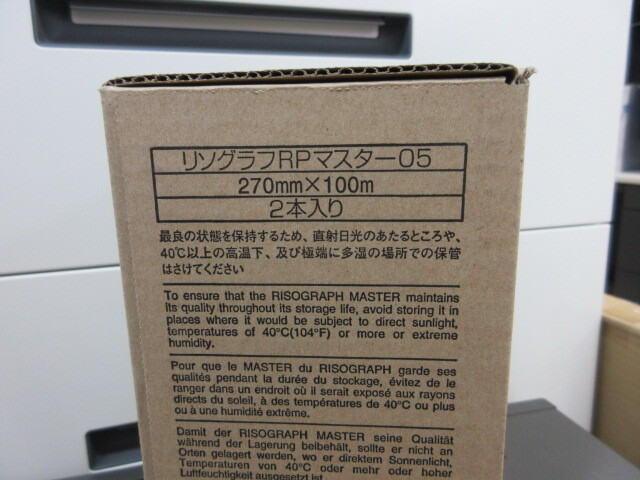 リソグラフRPマスター05
270mm×100m
2本入り
最良の状態を保持するため、直射日光のあたるところや、
40℃以上の高温下、及び極端に多湿の場所での保管
はさけてください
To ensure that the RISOGRAPH MASTER maintains
its quality throughout its storage life, avoid storing it in
places where it would be subject to direct sunlight,
temperatures of 40°C(104°F) or more or extreme
humidity.
Pour que le MASTER du RISOGRAPH garde ses
qualités pendant la durée du stockage, évitez de le
ranger dans un endroit où il serait exposé aux rayons
directs du soleil, à des températures de 40°C ou plus
ou à une humidité extrême.
Damit der RISOGRAPH MASTER seine Qualität
während der Lagerung beibehält, sollte er nicht an
Orten gelagert werden, wo er direktem Sonnenlicht,
Temperaturen von 40°C oder mehr oder hoher
Luftfeuchtigkeit ausgesetzt ist